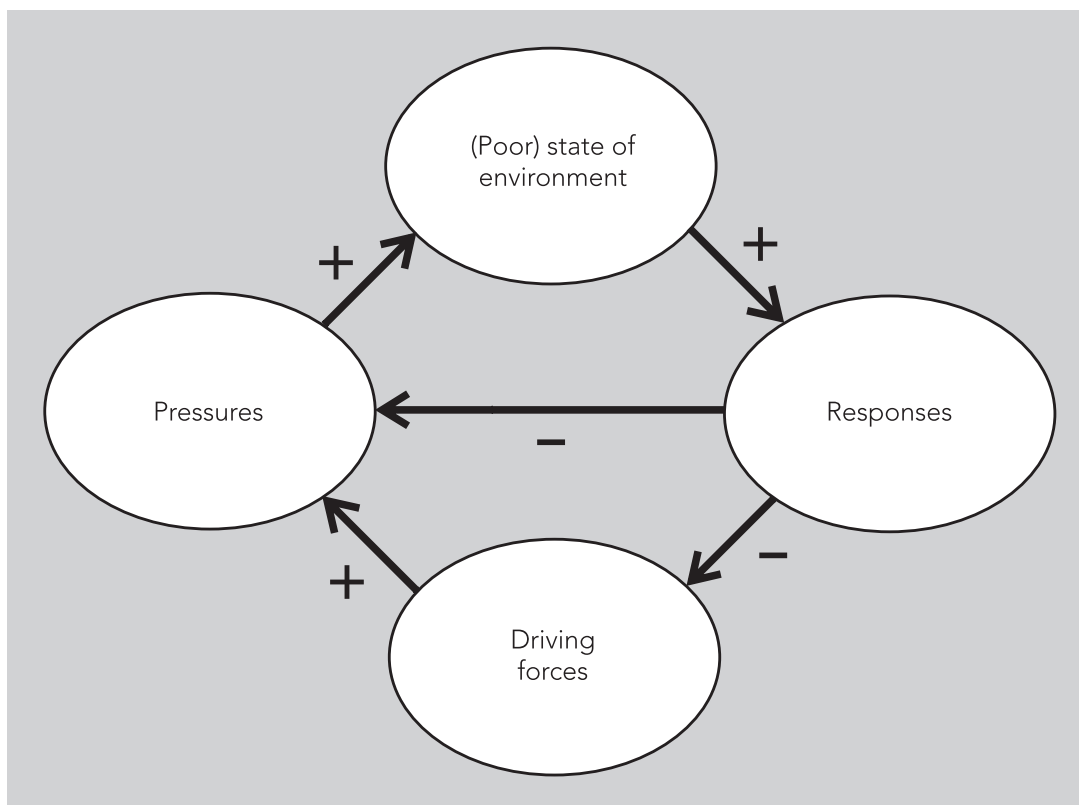 (Poor) state of
environment
+
+
Pressures
Responses
–
+
–
Driving
forces